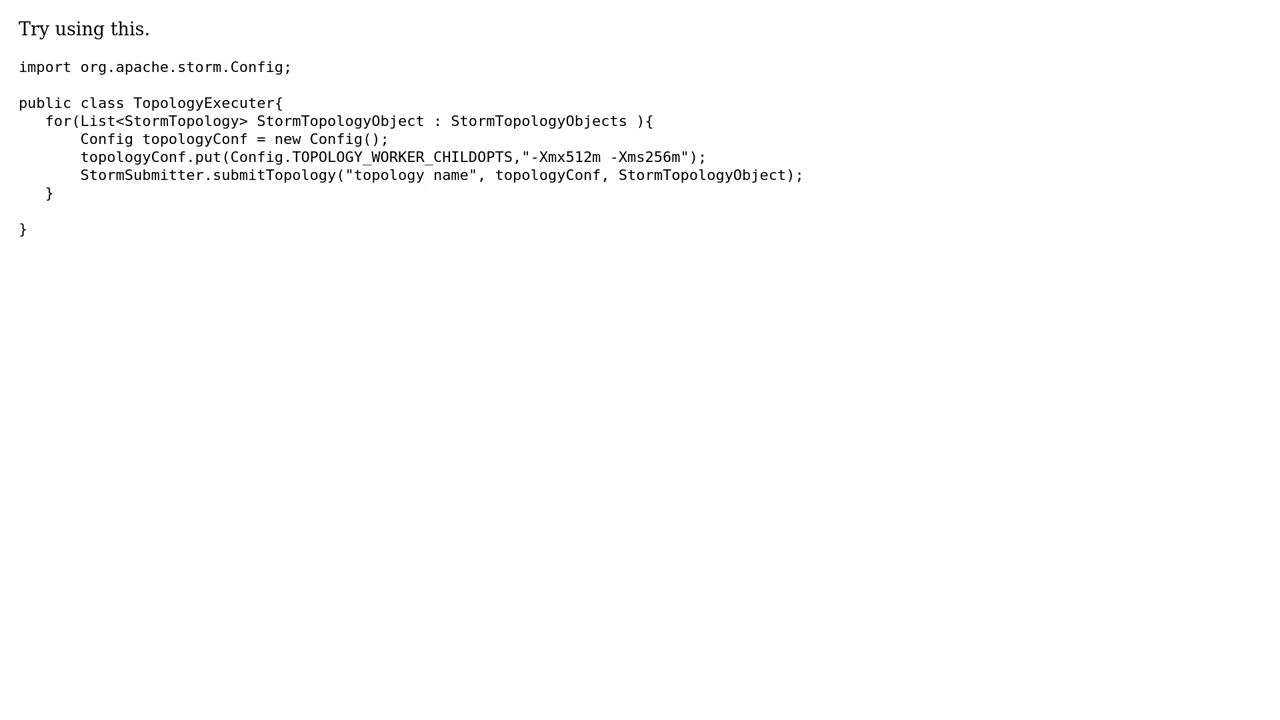 Try using this.
import org.apache.storm.Config;
public class TopologyExecuter{
   for(List<StormTopology> StormTopologyObject : StormTopologyObjects ){
       Config topologyConf = new Config();
       topologyConf.put(Config.TOPOLOGY_WORKER_CHILDOPTS,"-Xmx512m -Xms256m");
       StormSubmitter.submitTopology("topology name", topologyConf, StormTopologyObject);
   }
}